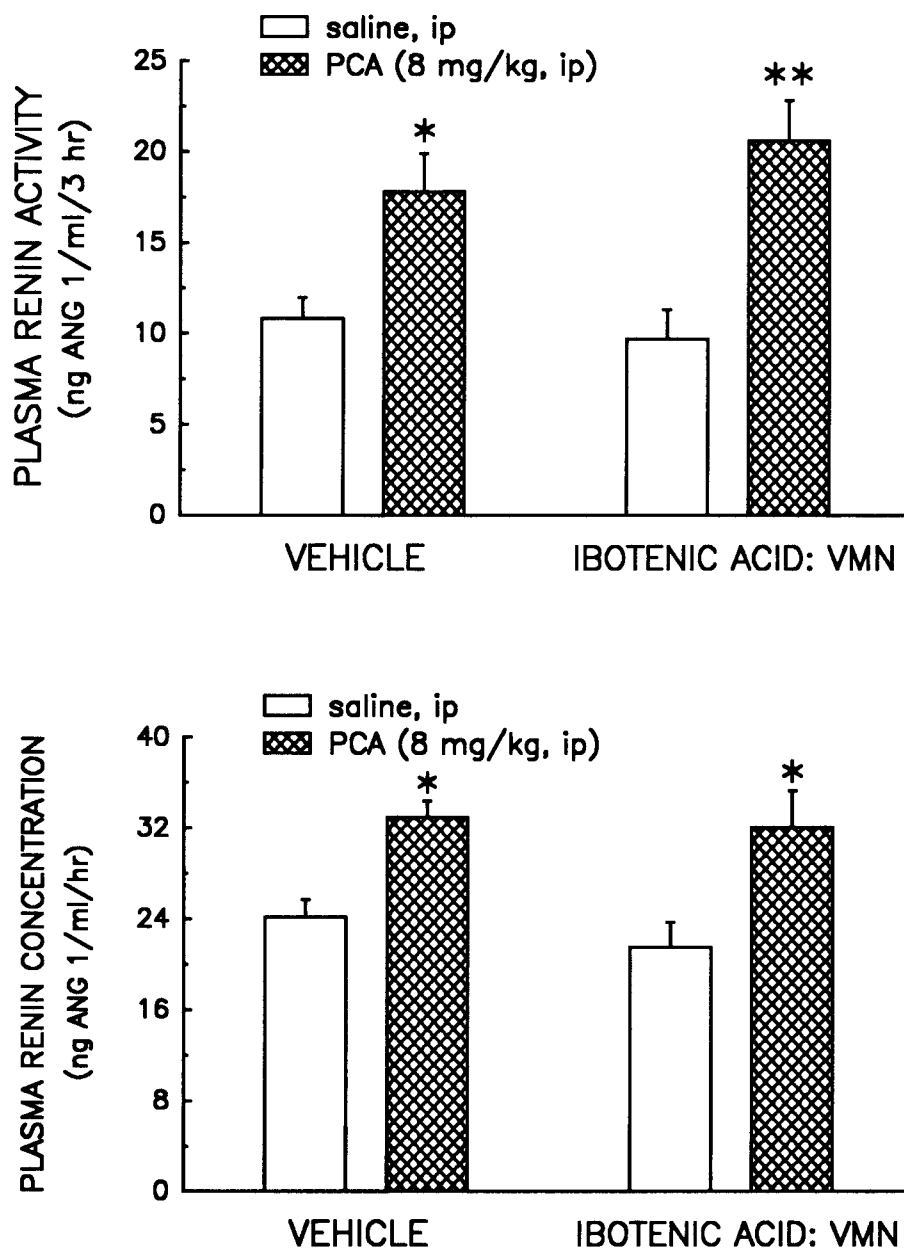 saline, ip
PCA (8 mg/kg, ip)
PLASMA RENIN ACTIVITY
(ng ANG 1/ml/3 hr)
25
20
15
10
5
0
*
**
VEHICLE
IBOTENIC ACID: VMN
saline, ip
PCA (8 mg/kg, ip)
PLASMA RENIN CONCENTRATION
(ng ANG 1/ml/hr)
40
32
24
16
8
0
*
*
VEHICLE
IBOTENIC ACID: VMN